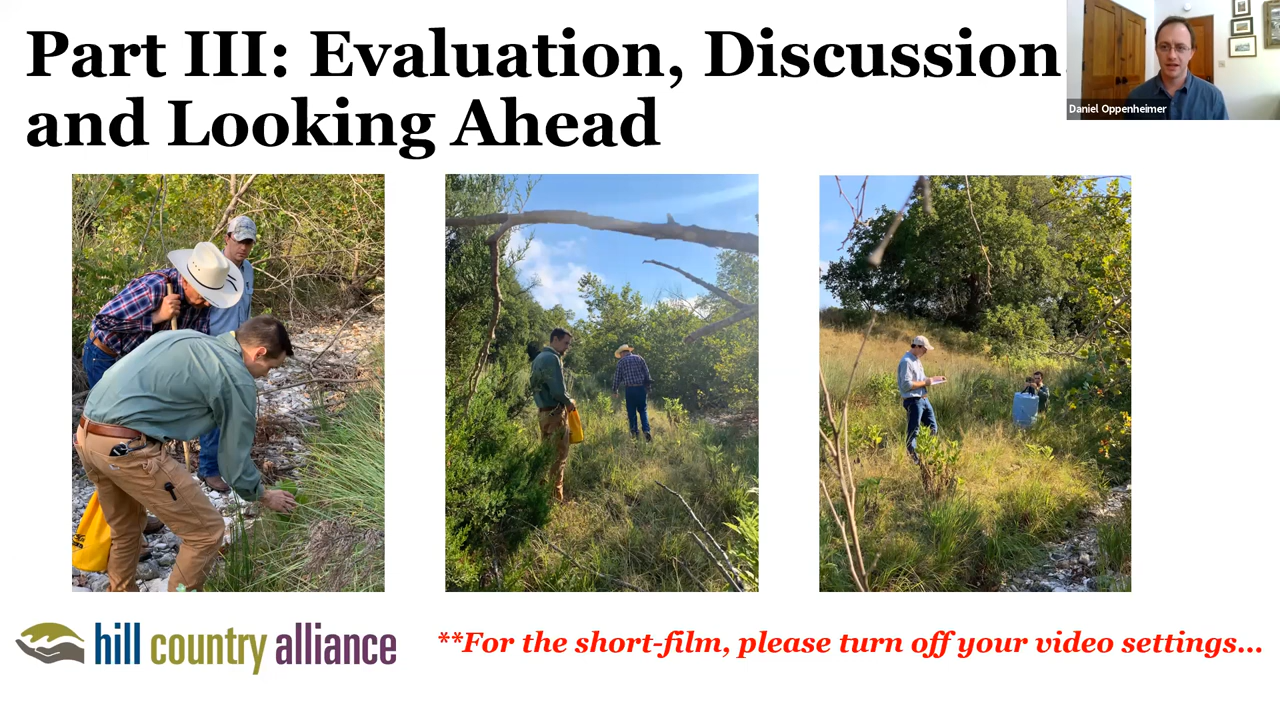 Part III: Evaluation, Discussion
and Looking Ahead
Daniel Oppenheimer
hill country alliance
**For the short-film, please turn off your video settings...